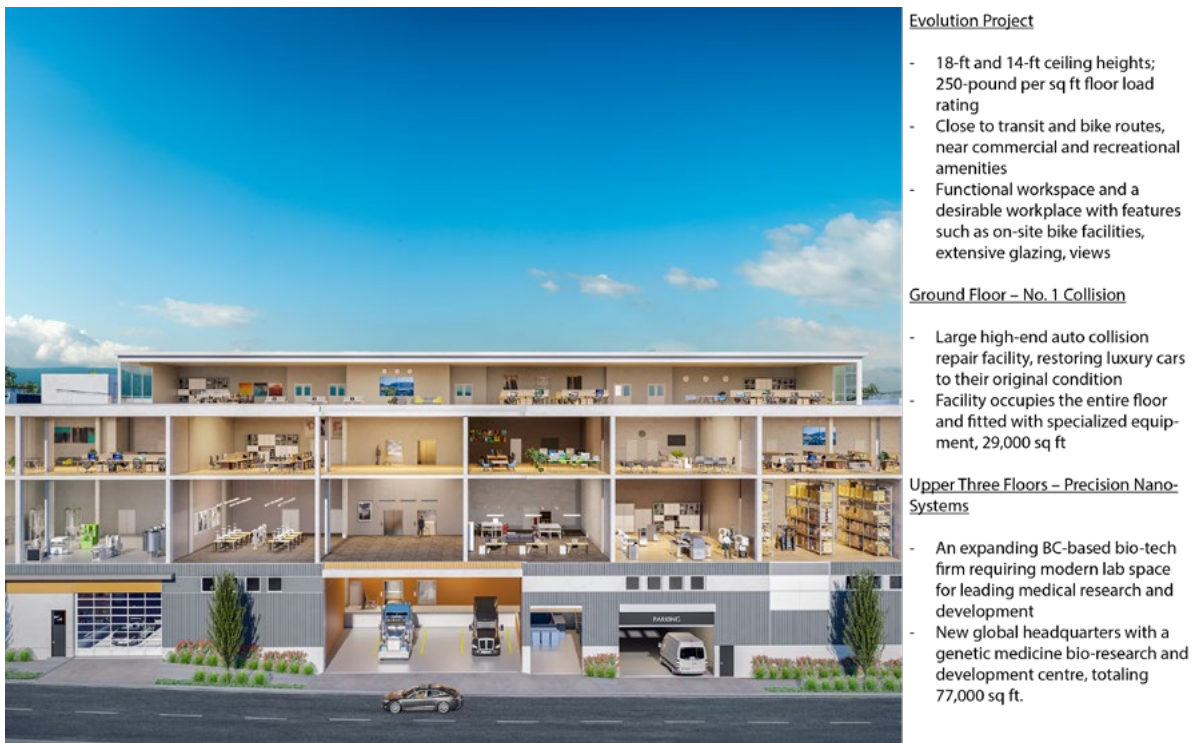 Evolution Project
- 18-ft and 14-ft ceiling heights;
250-pound per sq ft floor load
rating
- Close to transit and bike routes,
near commercial and recreational
amenities
- Functional workspace and a
desirable workplace with features
such as on-site bike facilities,
extensive glazing, views
Ground Floor – No. 1 Collision
- Large high-end auto collision
repair facility, restoring luxury cars
to their original condition
- Facility occupies the entire floor
and fitted with specialized equip-
ment, 29,000 sq ft
Upper Three Floors – Precision Nano-
Systems
- An expanding BC-based bio-tech
firm requiring modern lab space
for leading medical research and
development
- New global headquarters with a
genetic medicine bio-research and
development centre, totaling
77,000 sq ft.
PARKING